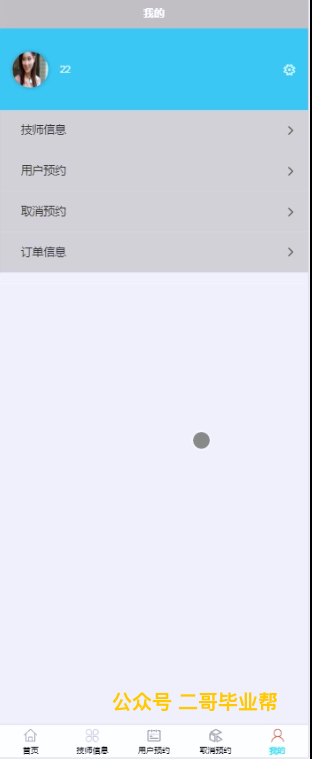 我的
22
技师信息
用户预约
取消预约
订单信息
公众号 二哥毕业帮
首页
技师信息
用户预约
取消预约
我的